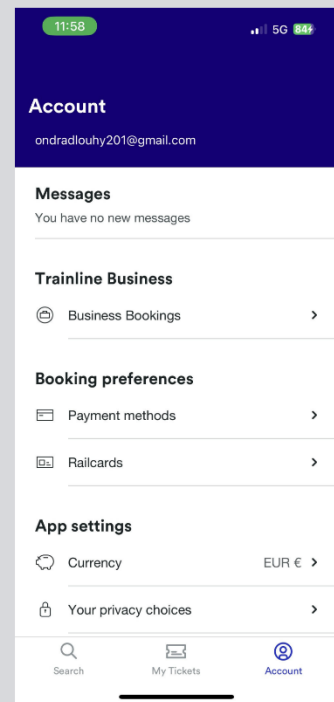 11:58 5G 84
Account
ondradlouhy201@gmail.com
Messages
You have no new messages
Trainline Business
Business Bookings
Booking preferences
Payment methods
Railcards
App settings
Currency EUR €
Your privacy choices
Search My Tickets Account